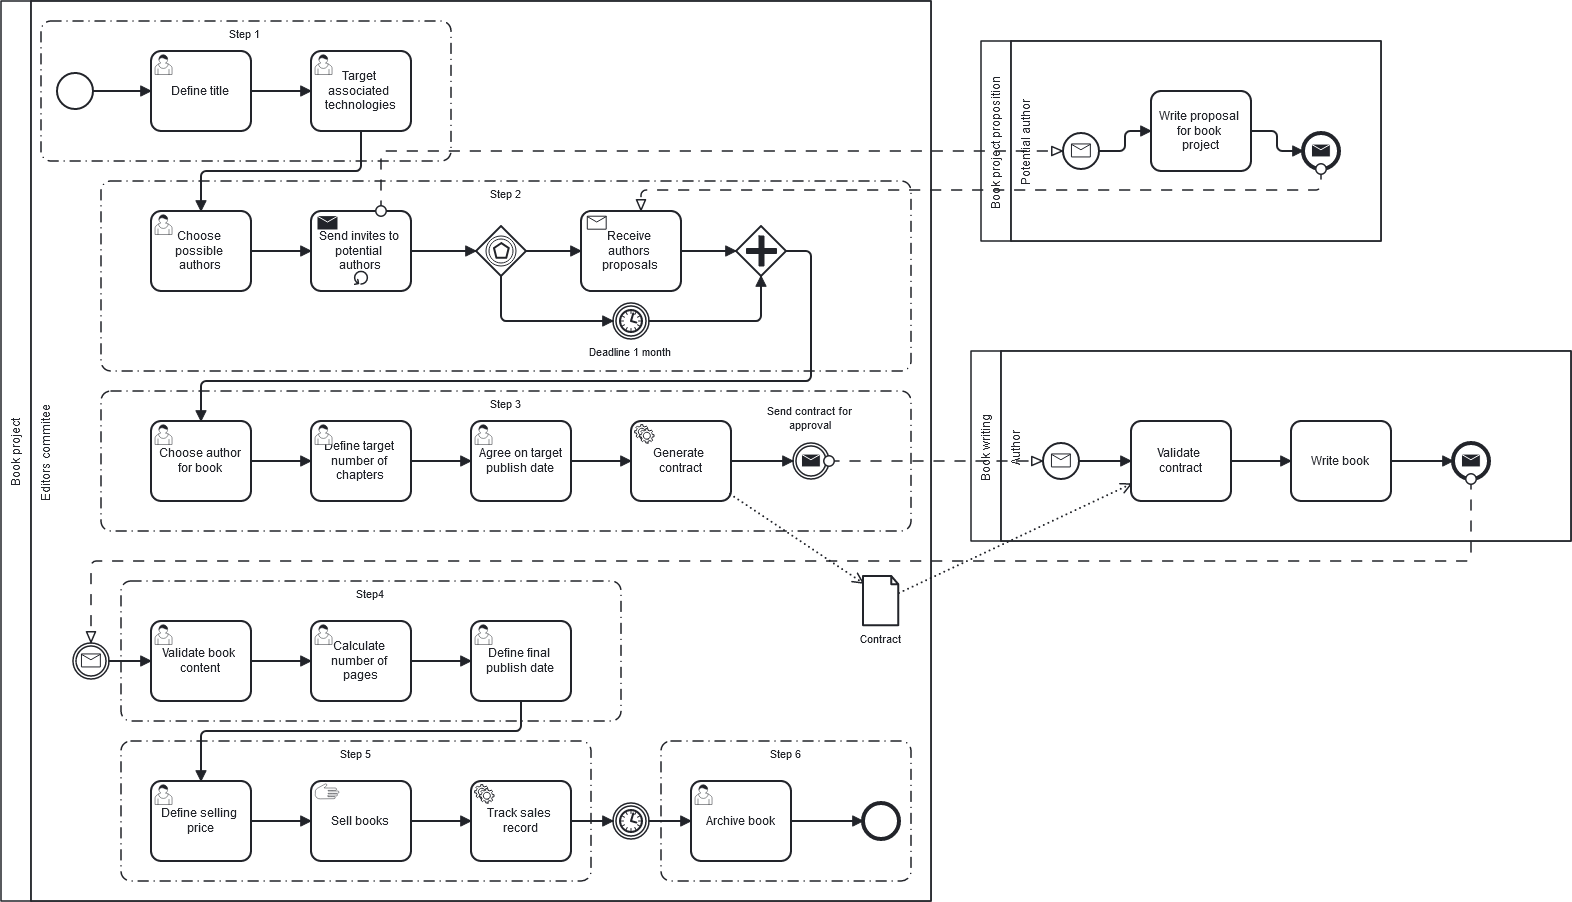 Book project
Editors commitee
Step 1
Define title
Target
associated
technologies
Step 2
Choose
possible
authors
Send invites to
potential
authors
Receive
authors
proposals
Deadline 1 month
Step 3
Choose author
for book
Define target
number of
chapters
Agree on target
publish date
Generate
contract
Send contract for
approval
Contract
Step4
Validate book
content
Calculate
number of
pages
Define final
publish date
Step 5
Define selling
price
Sell books
Track sales
record
Step 6
Archive book
Book project proposition
Potential author
Write proposal
for book
project
Book writing
Author
Validate
contract
Write book